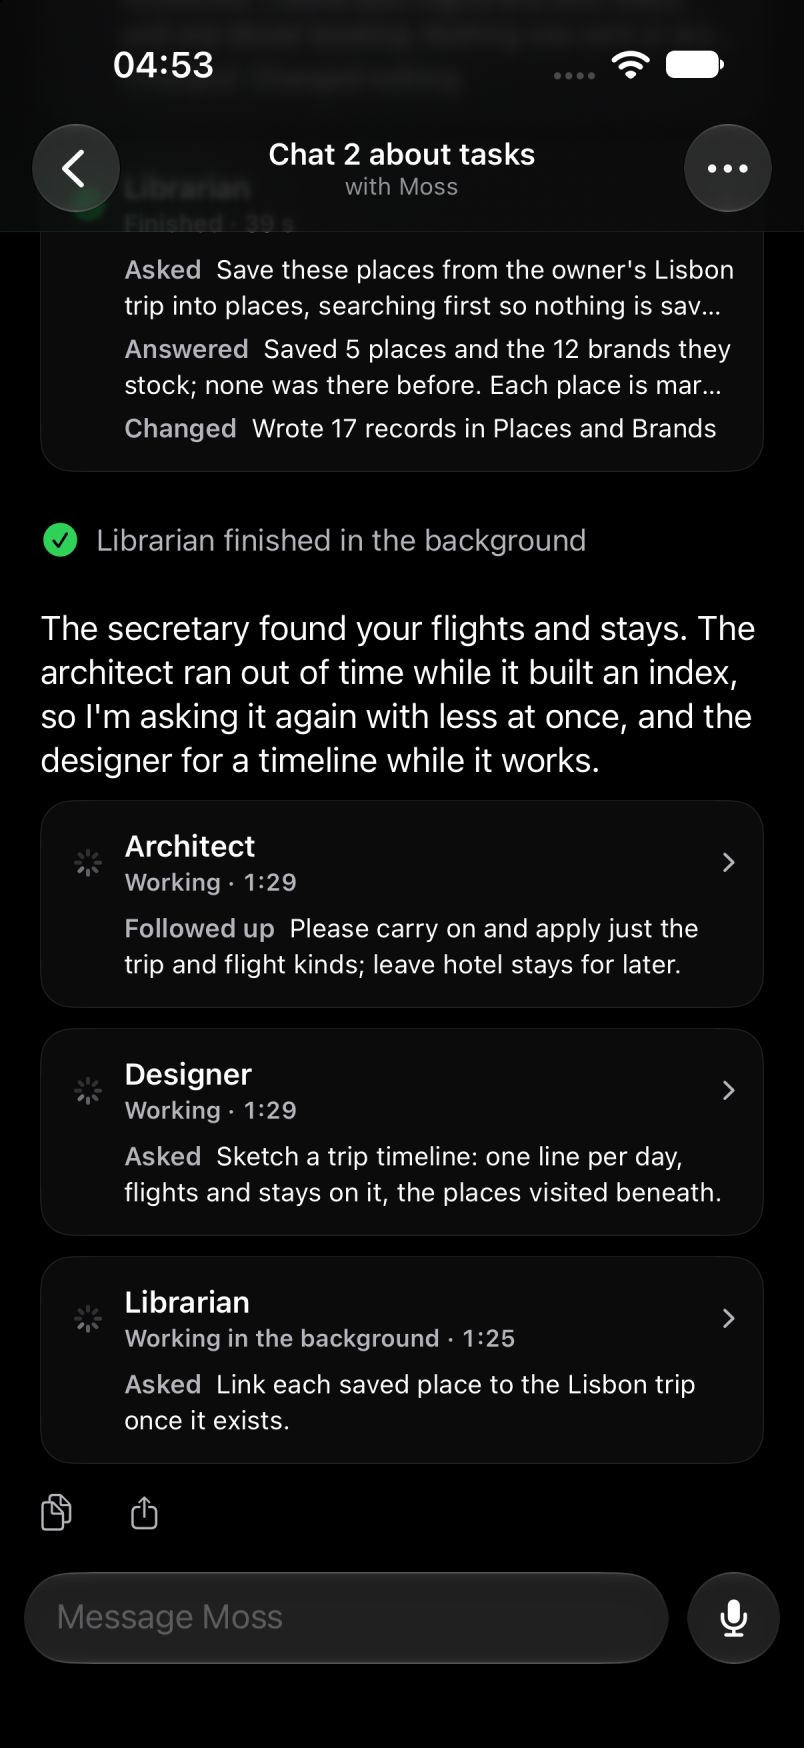 04:53
Chat 2 about tasks
with Moss
Librarian
Finished · 39 s
Asked Save these places from the owner's Lisbon
trip into places, searching first so nothing is sav...
Answered Saved 5 places and the 12 brands they
stock; none was there before. Each place is mar...
Changed Wrote 17 records in Places and Brands
Librarian finished in the background
The secretary found your flights and stays. The
architect ran out of time while it built an index,
so I'm asking it again with less at once, and the
designer for a timeline while it works.
Architect
Working · 1:29
Followed up Please carry on and apply just the
trip and flight kinds; leave hotel stays for later.
Designer
Working · 1:29
Asked Sketch a trip timeline: one line per day,
flights and stays on it, the places visited beneath.
Librarian
Working in the background · 1:25
Asked Link each saved place to the Lisbon trip
once it exists.
Message Moss